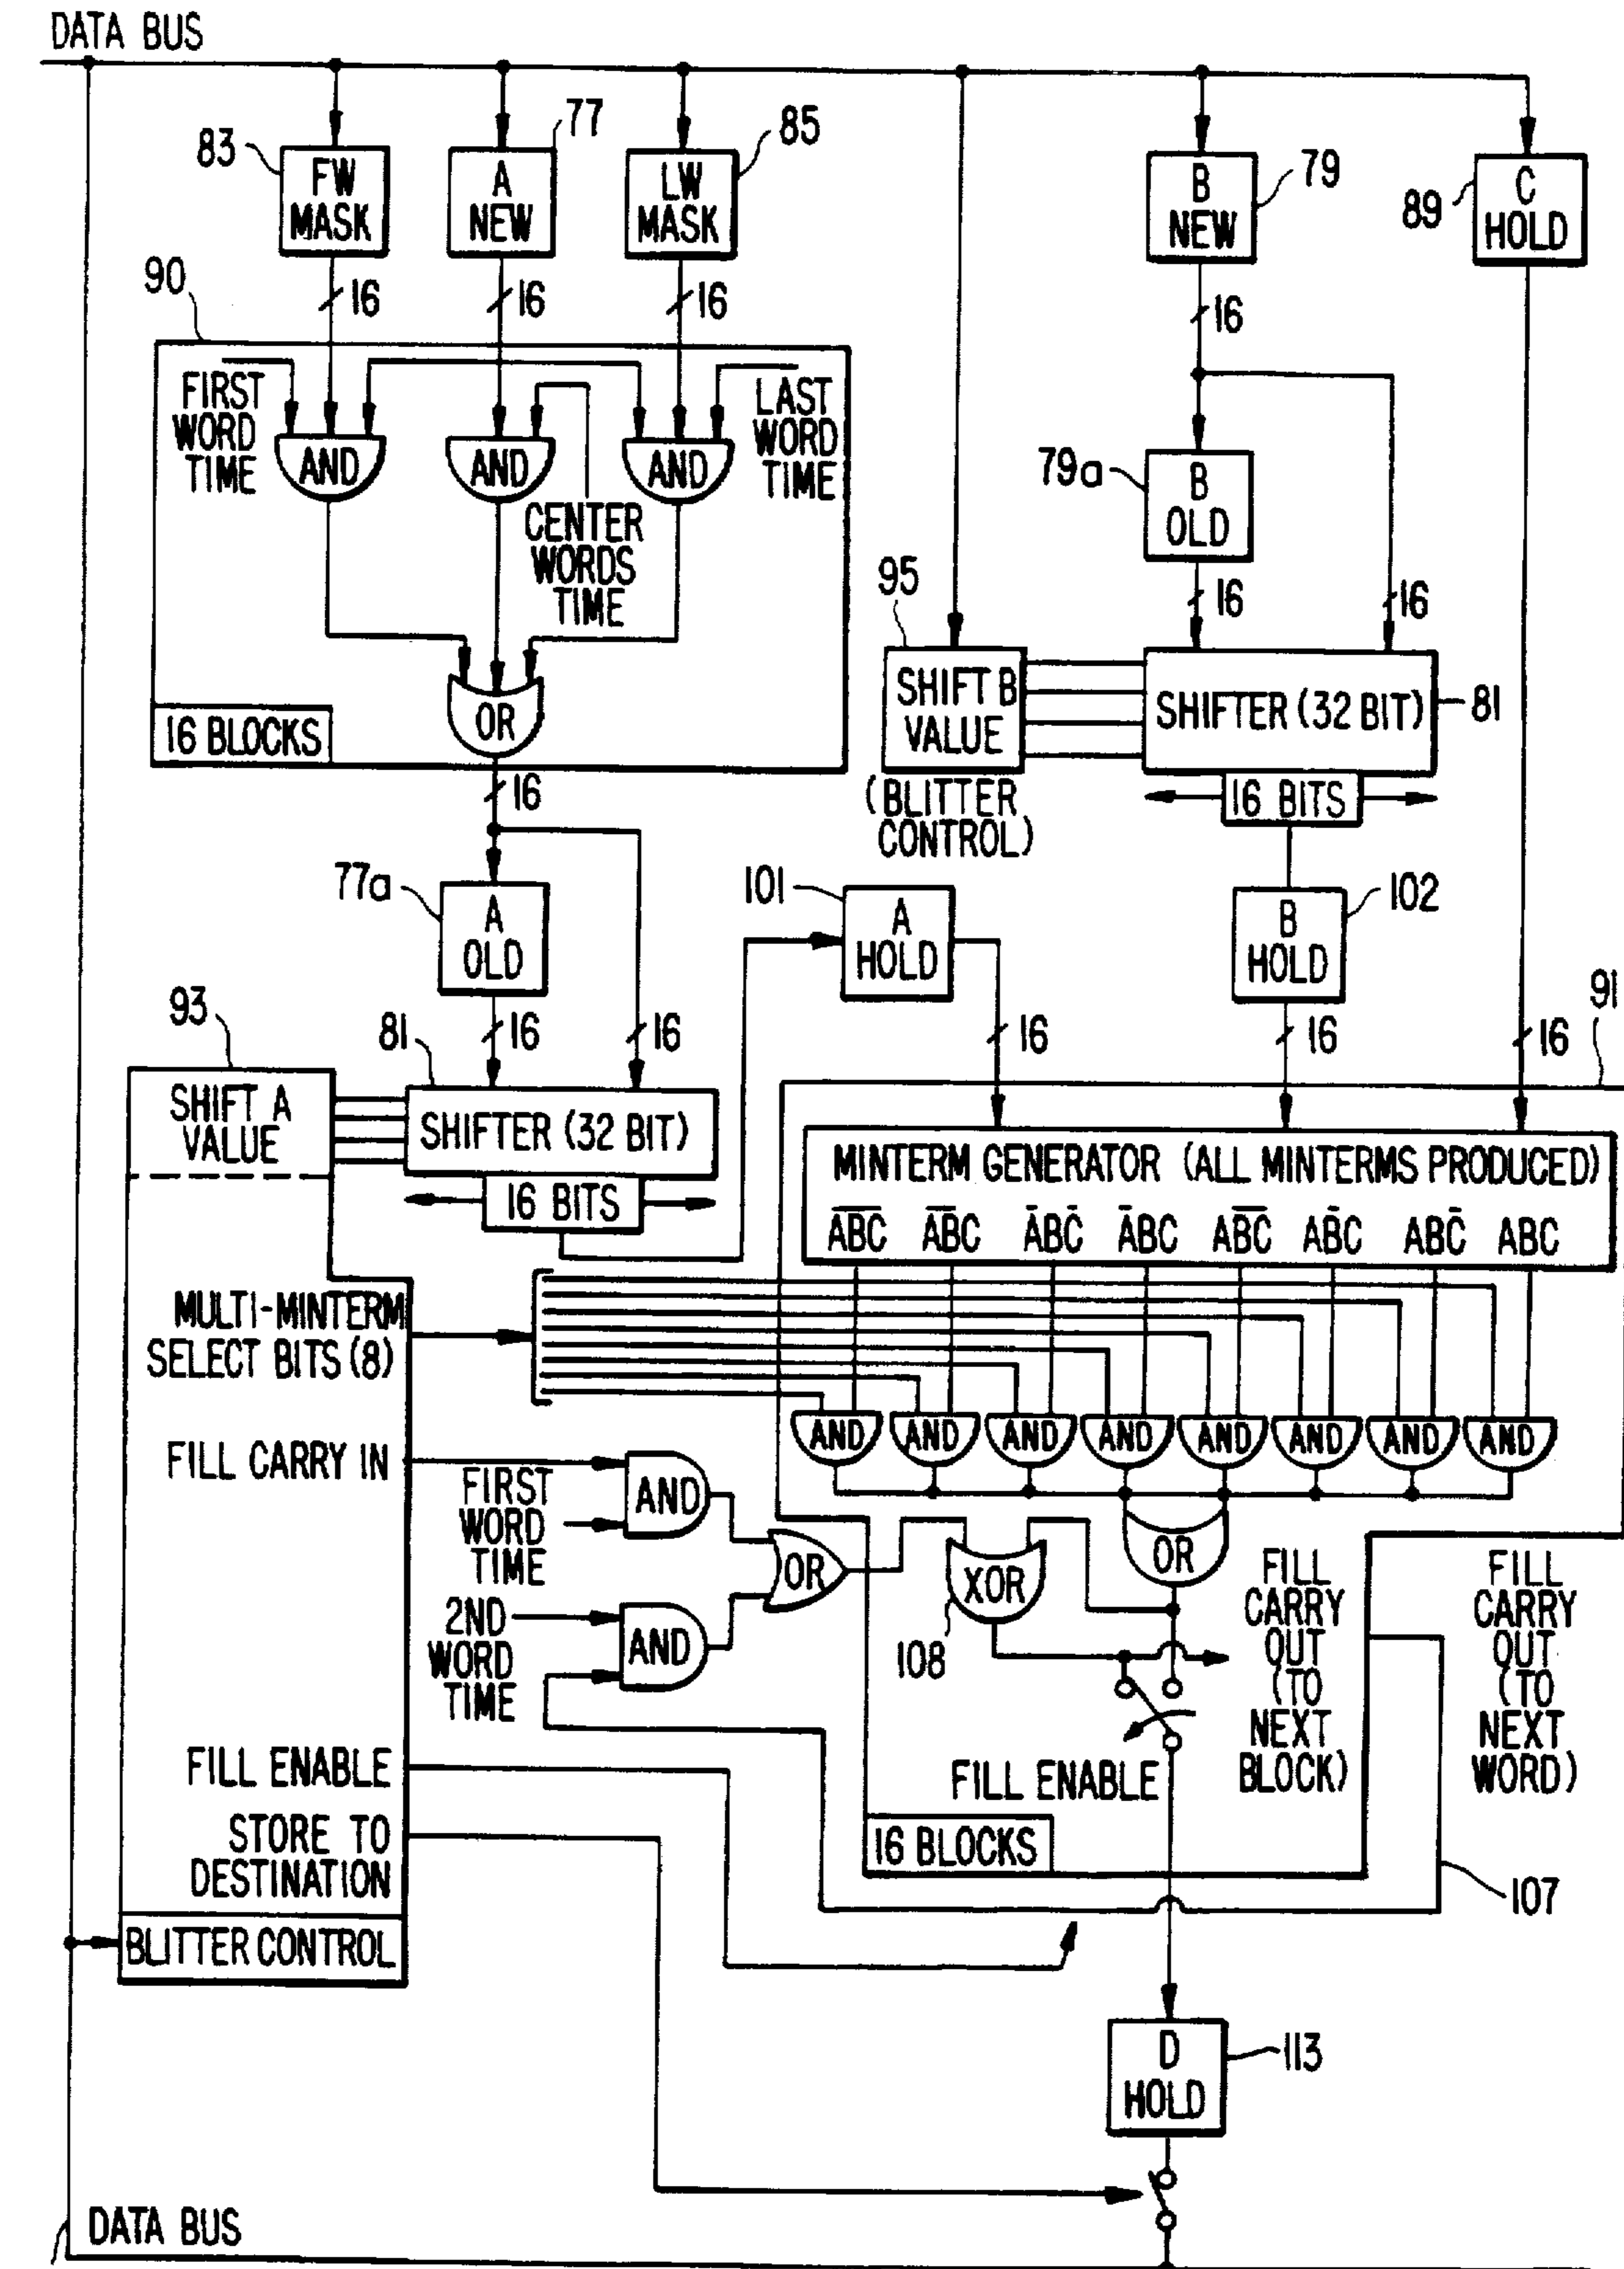 DATA BUS
83
FW
MASK
77
A
NEW
85
LW
MASK
79
B
NEW
89
C
HOLD
90
16
16
16
16
FIRST
WORD
TIME
AND
AND
AND
LAST
WORD
TIME
CENTER
WORDS
TIME
OR
16 BLOCKS
79a
B
OLD
16
16
95
SHIFT B
VALUE
(BLITTER
CONTROL)
SHIFTER (32 BIT)
81
16 BITS
16
77a
A
OLD
101
A
HOLD
102
B
HOLD
91
16
16
16
16
16
93
SHIFT A
VALUE
81
SHIFTER (32 BIT)
16 BITS
MINTERM GENERATOR (ALL MINTERMS PRODUCED)
A̅B̅C̅ A̅B̅C A̅BC̅ A̅BC AB̅C̅ AB̅C ABC̅ ABC
MULTI-MINTERM
SELECT BITS (8)
AND AND AND AND AND AND AND AND
FILL CARRY IN
FIRST
WORD
TIME
AND
OR
2ND
WORD
TIME
AND
XOR
108
OR
FILL
CARRY
OUT
(TO
NEXT
BLOCK)
FILL
CARRY
OUT
(TO
NEXT
WORD)
FILL ENABLE
FILL ENABLE
16 BLOCKS
107
STORE TO
DESTINATION
BLITTER CONTROL
D
HOLD
113
DATA BUS